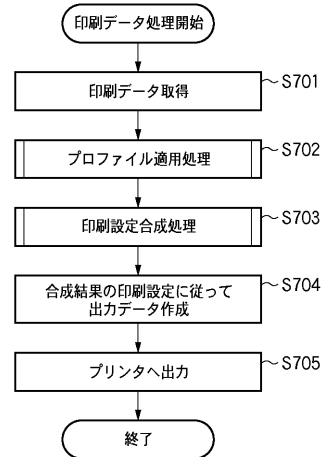 印刷データ処理開始
印刷データ取得
S701
プロファイル適用処理
S702
印刷設定合成処理
S703
合成結果の印刷設定に従って
出力データ作成
S704
プリンタへ出力
S705
終了